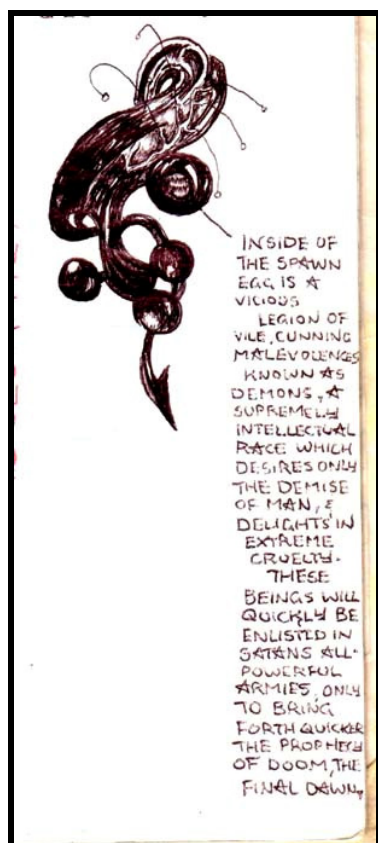 INSIDE OF
THE SPAWN
EGG IS A
VICIOUS
LEGION OF
VILE, CUNNING
MALEVOLENCES
KNOWN AS
DEMONS, A
SUPREMELY
INTELLECTUAL
RACE WHICH
DESIRES ONLY
THE DEMISE
OF MAN, &
DELIGHTS IN
EXTREME
CRUELTY.
THESE
BEINGS WILL
QUICKLY BE
ENLISTED IN
SATANS ALL-
POWERFUL
ARMIES, ONLY
TO BRING
FORTH QUICKER
THE PROPHECY
OF DOOM, THE
FINAL DAWN.